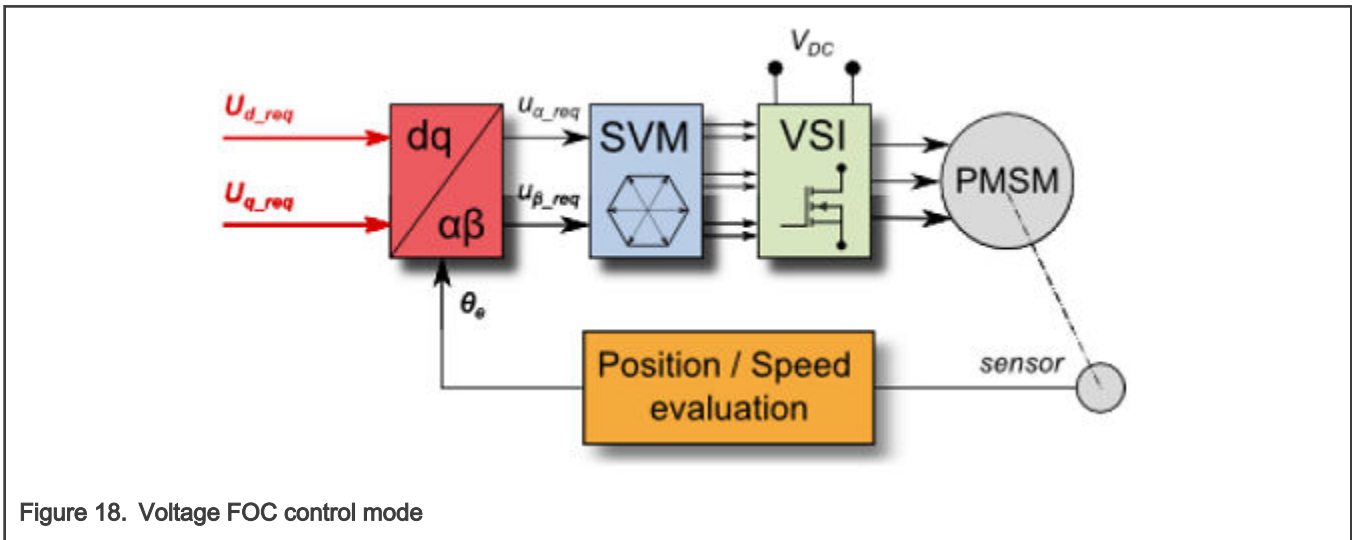 V_DC
U_d_req
dq
u_α_req
SVM
VSI
PMSM
U_q_req
αβ
u_β_req
θ_e
Position / Speed
evaluation
sensor
Figure 18. Voltage FOC control mode